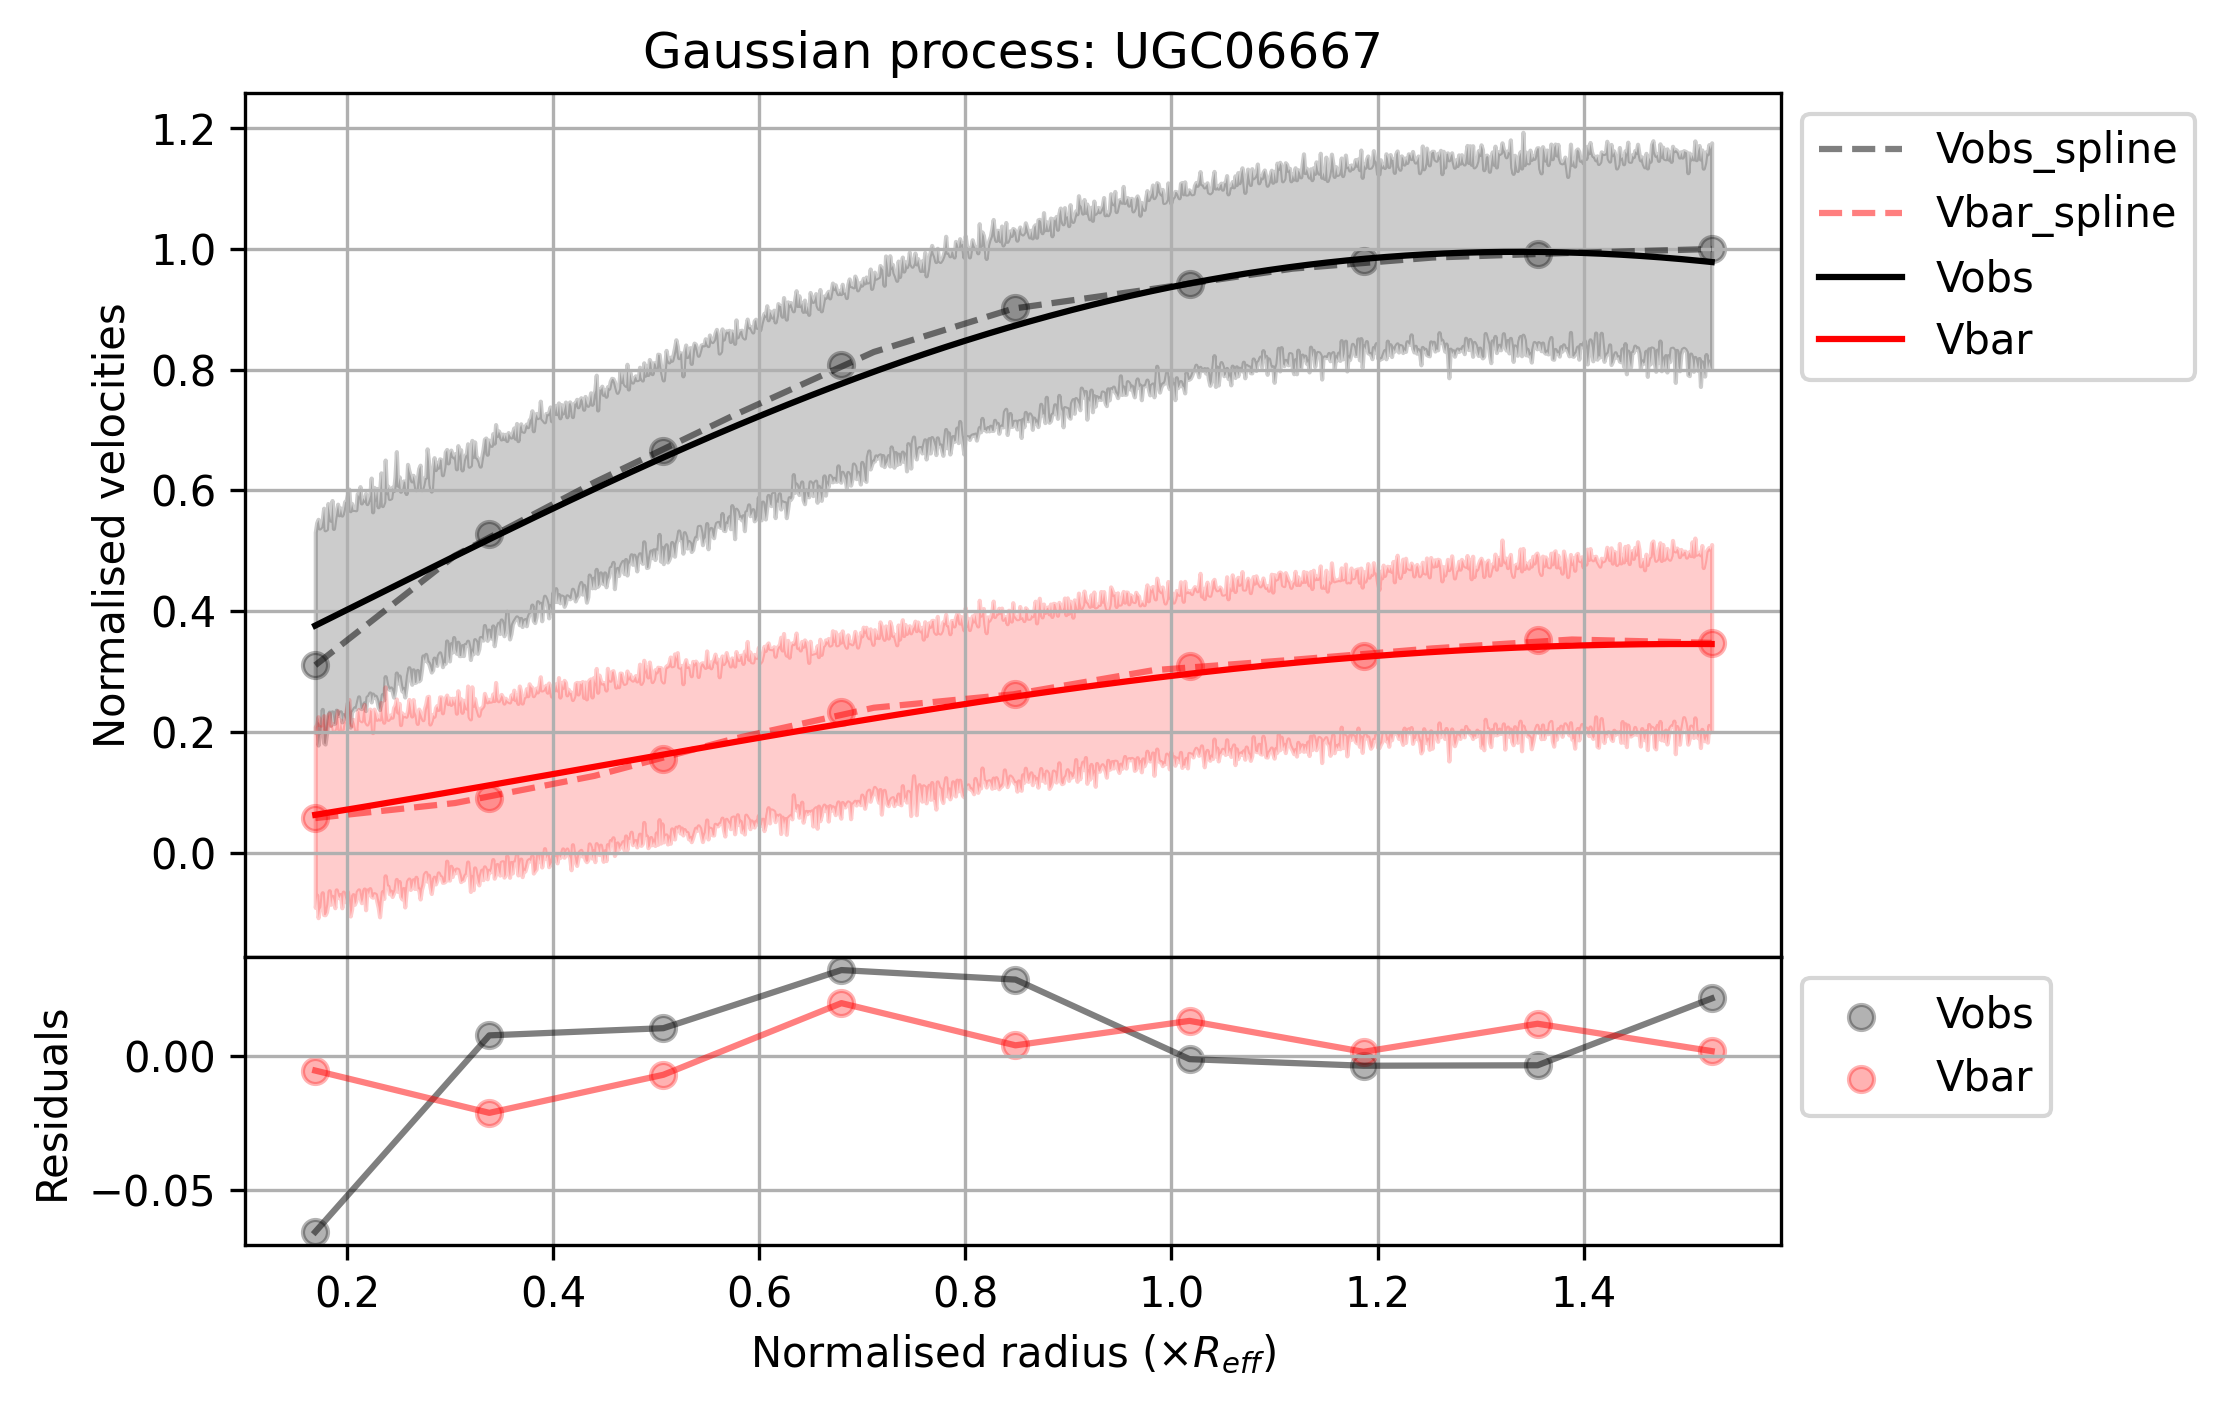 Gaussian process: UGC06667
1.2
1.0
0.8
0.6
0.4
0.2
0.0
Normalised velocities
Vobs_spline
Vbar_spline
Vobs
Vbar
0.00
−0.05
Residuals
Vobs
Vbar
0.2 0.4 0.6 0.8 1.0 1.2 1.4
Normalised radius (×R_eff)